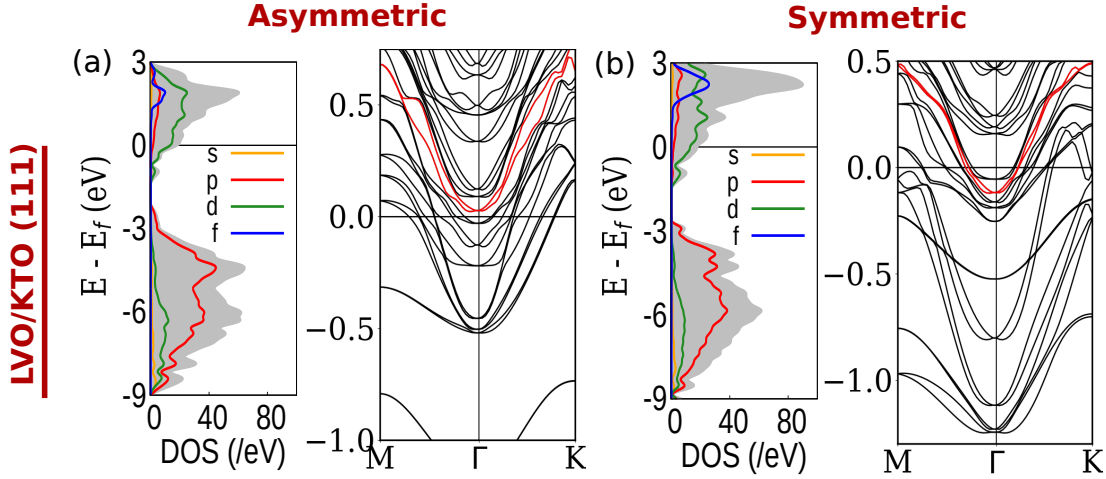 Asymmetric
Symmetric
LVO/KTO (111)
(a)
3
0
-3
-6
-9
E - E_f (eV)
s
p
d
f
0 40 80
DOS (/eV)
0.5
0.0
−0.5
−1.0
M Γ K
(b)
3
0
-3
-6
-9
E - E_f (eV)
s
p
d
f
0 40 80
DOS (/eV)
0.5
0.0
−0.5
−1.0
M Γ K